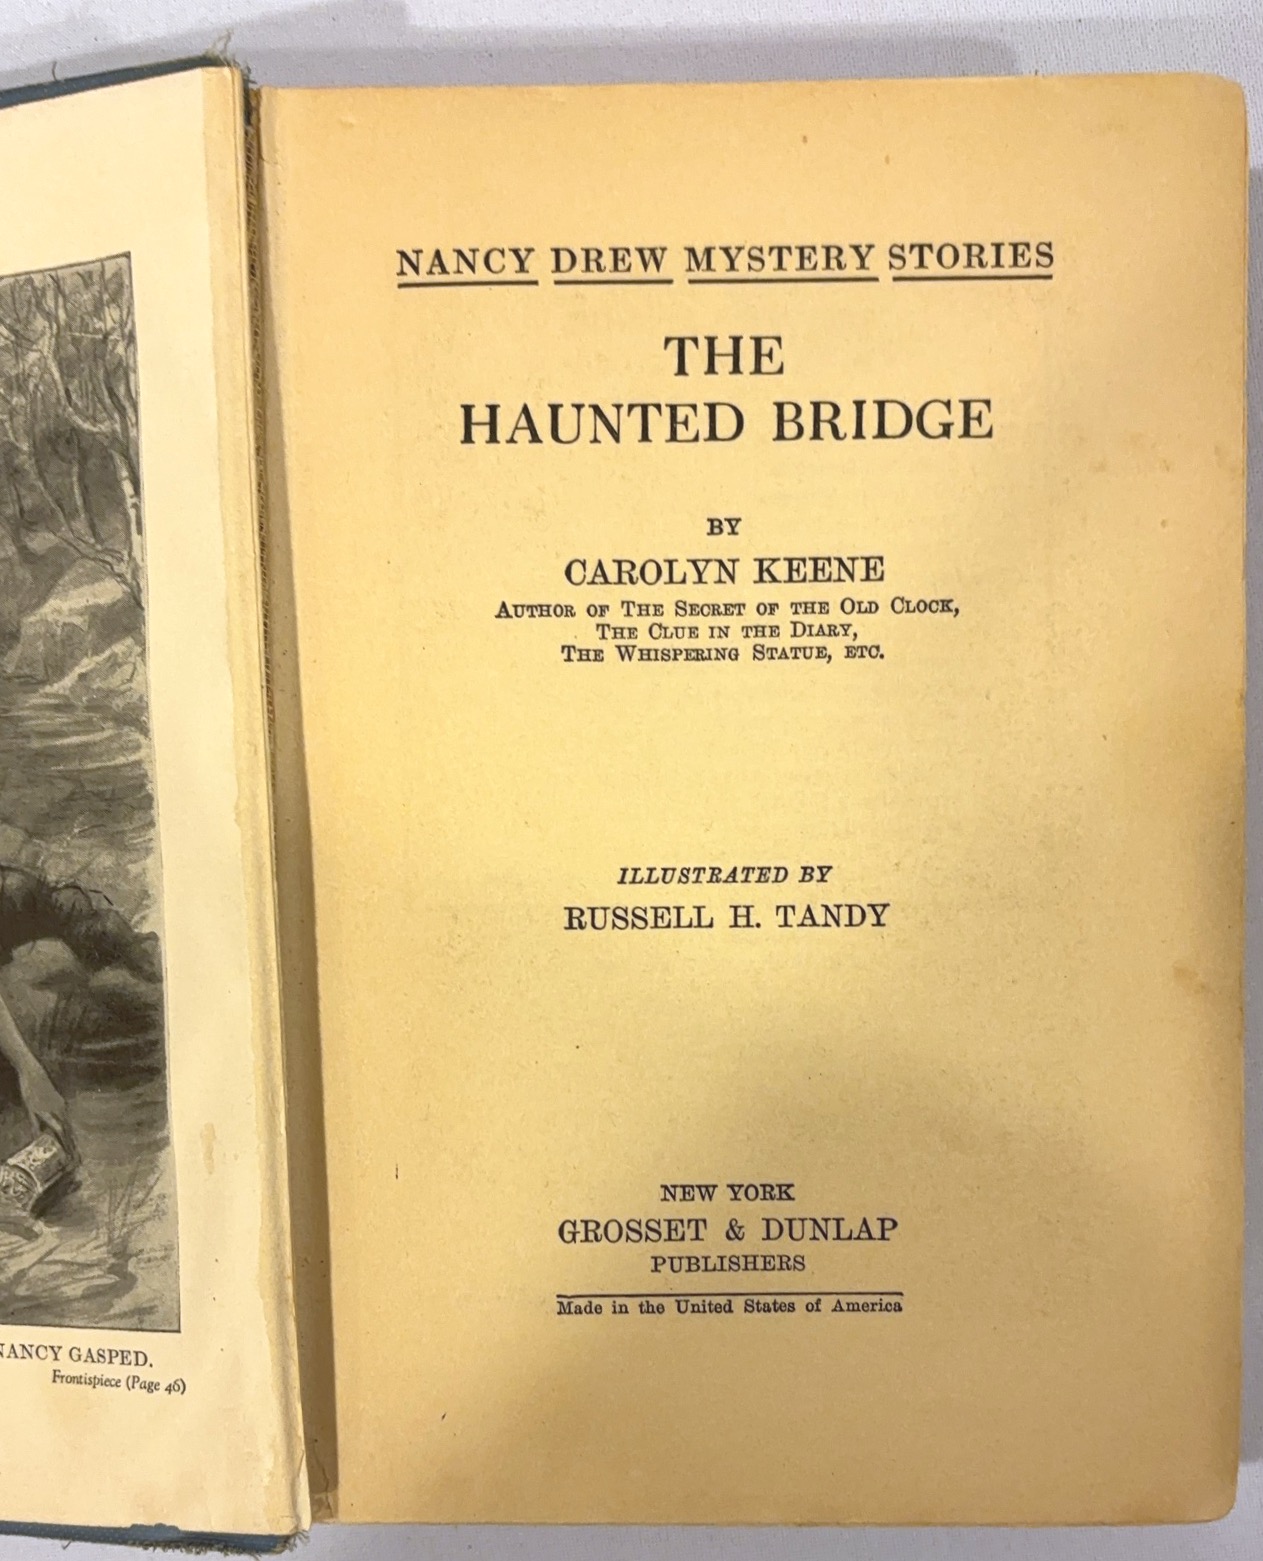 NANCY GASPED.
Frontispiece (Page 46)
NANCY DREW MYSTERY STORIES
THE
HAUNTED BRIDGE
BY
CAROLYN KEENE
AUTHOR OF THE SECRET OF THE OLD CLOCK,
THE CLUE IN THE DIARY,
THE WHISPERING STATUE, ETC.
ILLUSTRATED BY
RUSSELL H. TANDY
NEW YORK
GROSSET & DUNLAP
PUBLISHERS
Made in the United States of America